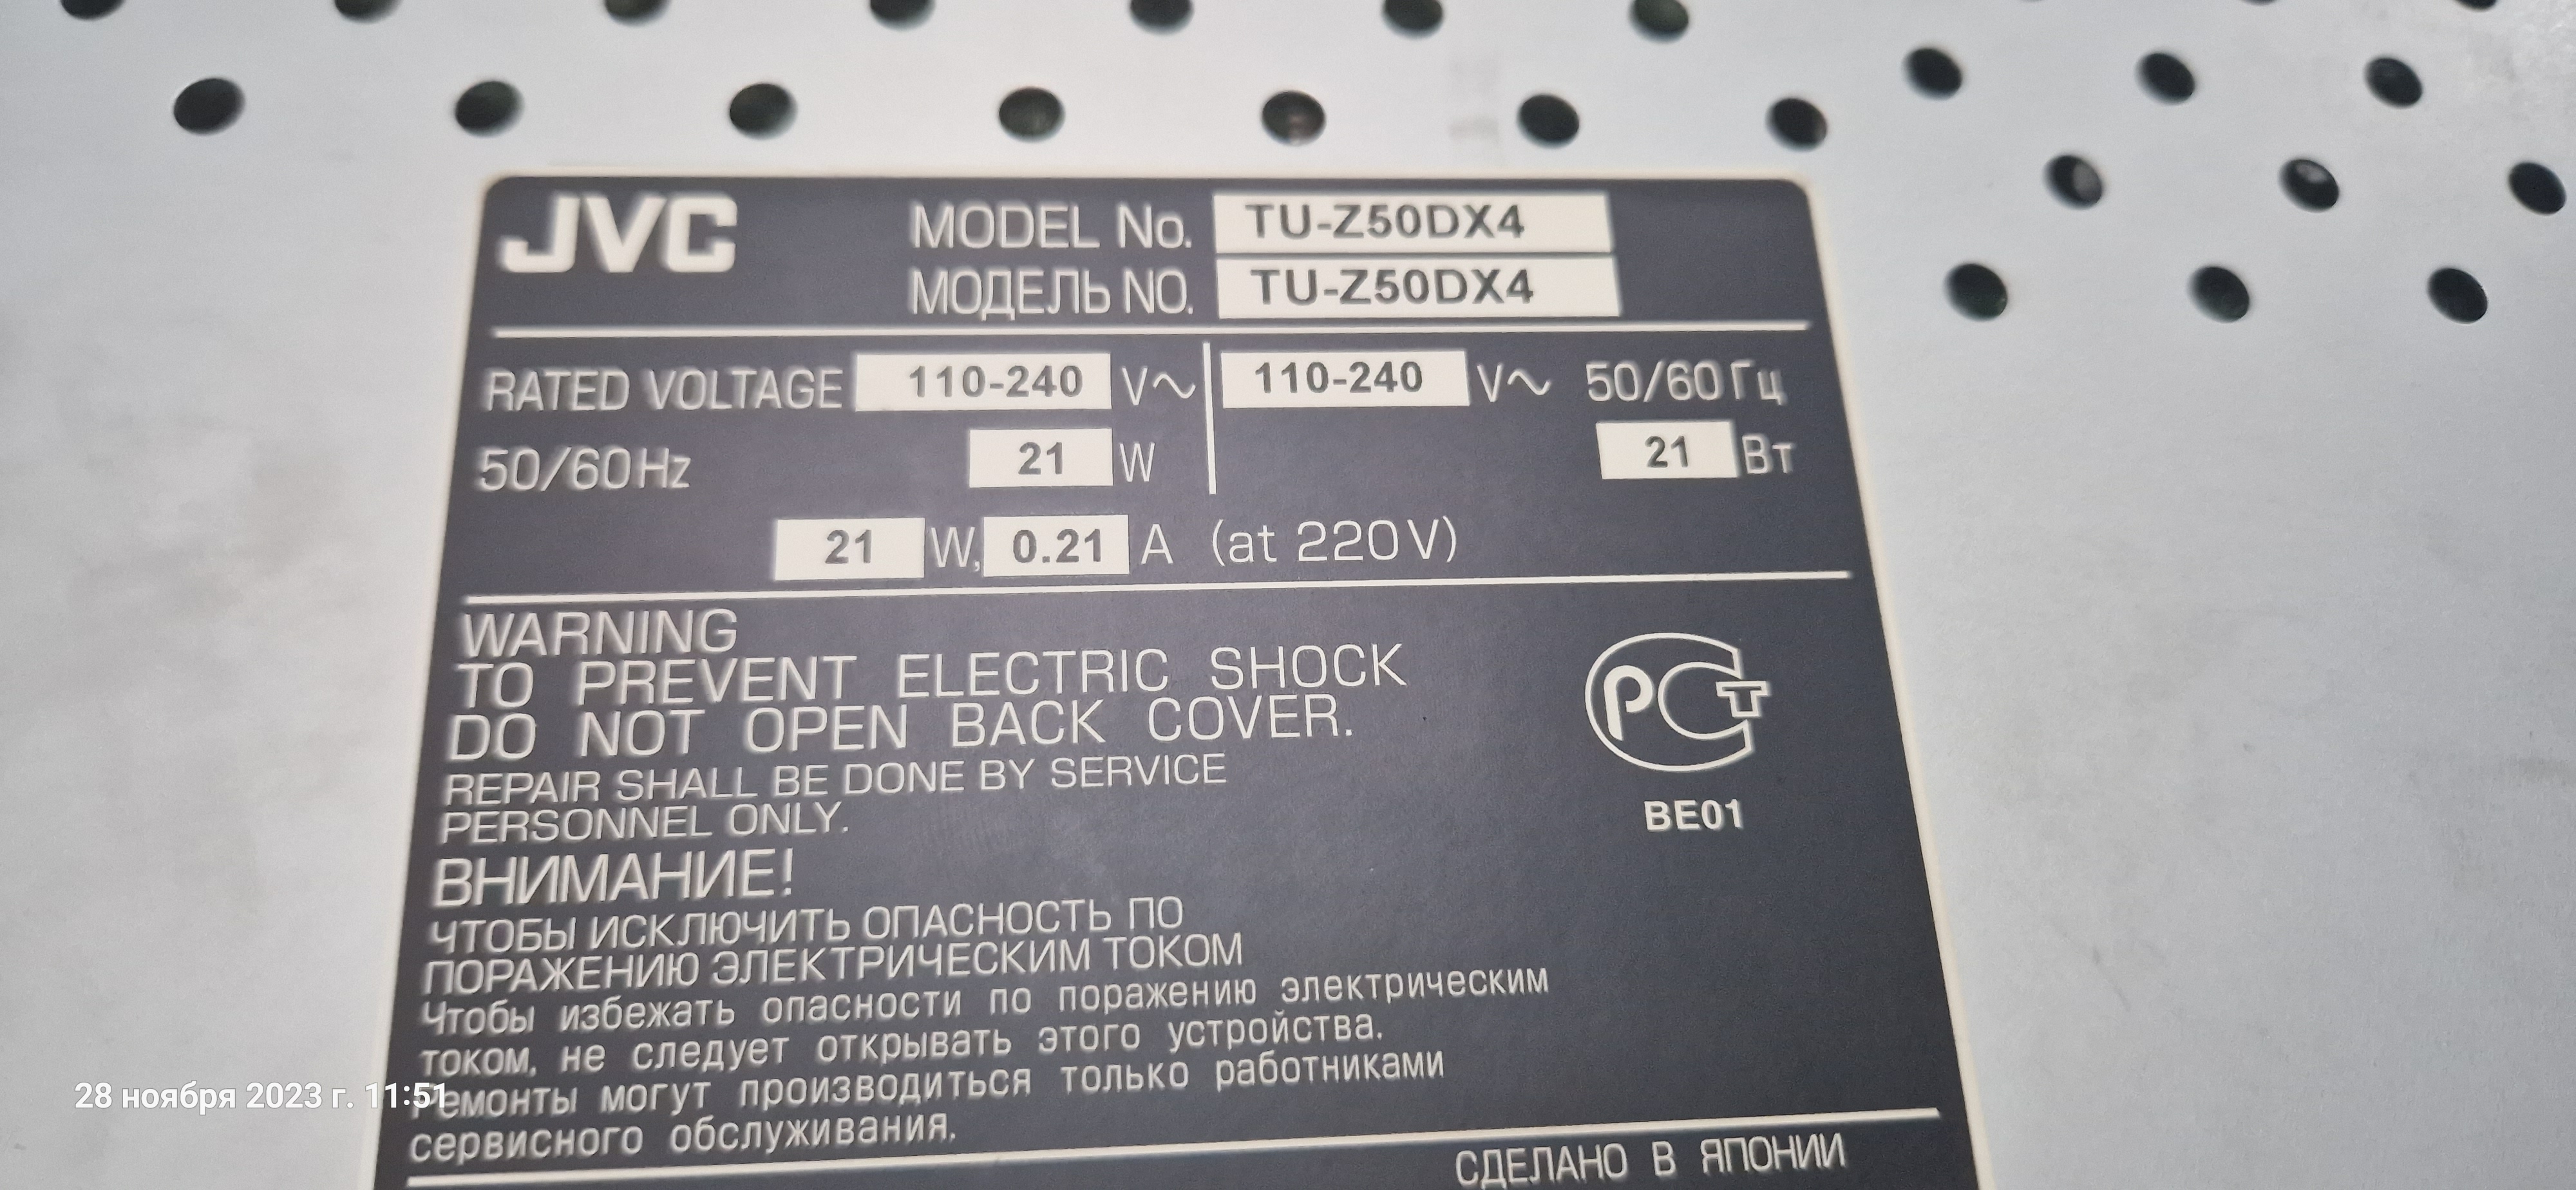 JVC
MODEL No. TU-Z50DX4
МОДЕЛЬ NO. TU-Z50DX4
RATED VOLTAGE 110-240 V~ 110-240 V~ 50/60 Гц
50/60Hz 21 W 21 Вт
21 W, 0.21 A (at 220V)
WARNING
TO PREVENT ELECTRIC SHOCK
DO NOT OPEN BACK COVER.
REPAIR SHALL BE DONE BY SERVICE
PERSONNEL ONLY.
РСТ
BE01
ВНИМАНИЕ!
ЧТОБЫ ИСКЛЮЧИТЬ ОПАСНОСТЬ ПО
ПОРАЖЕНИЮ ЭЛЕКТРИЧЕСКИМ ТОКОМ
Чтобы избежать опасности по поражению электрическим
током, не следует открывать этого устройства.
Ремонты могут производиться только работниками
сервисного обслуживания.
СДЕЛАНО В ЯПОНИИ
28 ноября 2023 г. 11:51